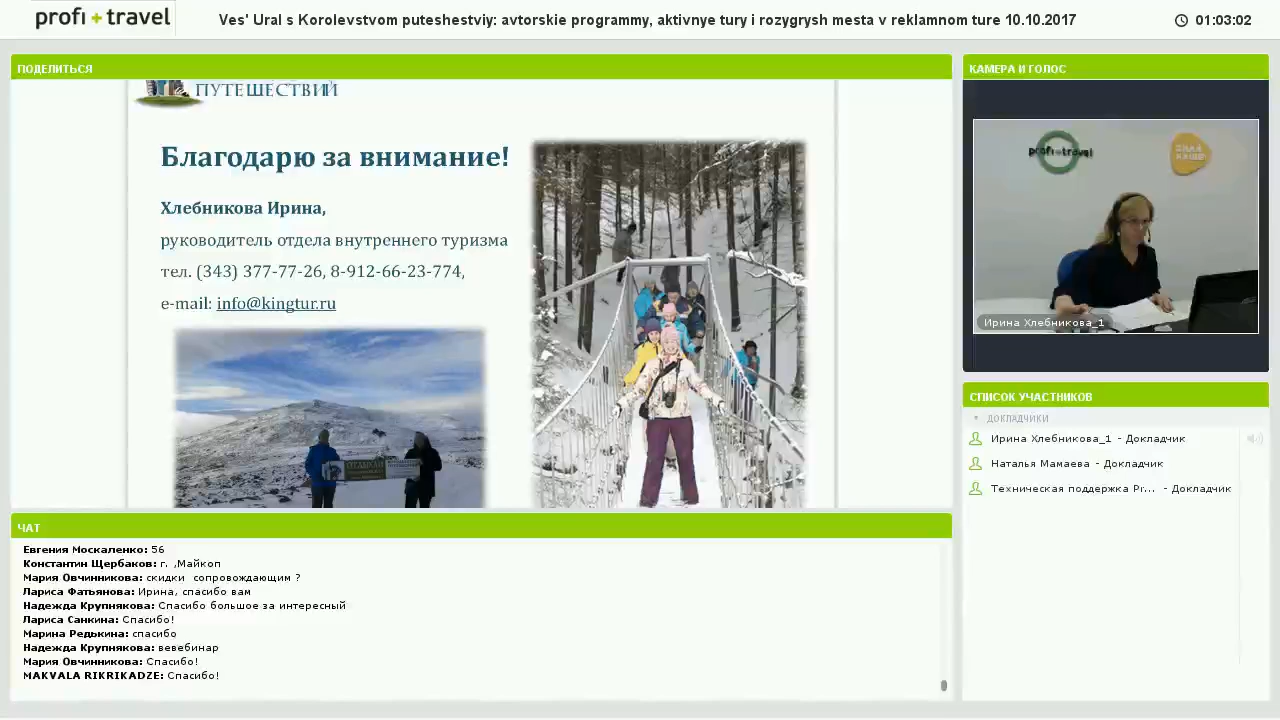 profi + travel
Ves' Ural s Korolevstvom puteshestviy: avtorskie programmy, aktivnye tury i rozygrysh mesta v reklamnom ture 10.10.2017
01:03:02
ПОДЕЛИТЬСЯ
ПУТЕШЕСТВИЙ
Благодарю за внимание!
Хлебникова Ирина,
руководитель отдела внутреннего туризма
тел. (343) 377-77-26, 8-912-66-23-774,
e-mail: info@kingtur.ru
ОТДЫХАЙ
КАМЕРА И ГОЛОС
profi+travel
Ирина Хлебникова_1
СПИСОК УЧАСТНИКОВ
ДОКЛАДЧИКИ
Ирина Хлебникова_1 - Докладчик
Наталья Мамаева - Докладчик
Техническая поддержка Pr... - Докладчик
ЧАТ
Евгения Москаленко: 56
Константин Щербаков: г. ,Майкоп
Мария Овчинникова: скидки сопровождающим ?
Лариса Фатьянова: Ирина, спасибо вам
Надежда Крупнякова: Спасибо большое за интересный
Лариса Санкина: Спасибо!
Марина Редькина: спасибо
Надежда Крупнякова: вевебинар
Мария Овчинникова: Спасибо!
MAKVALA RIKRIKADZE: Спасибо!